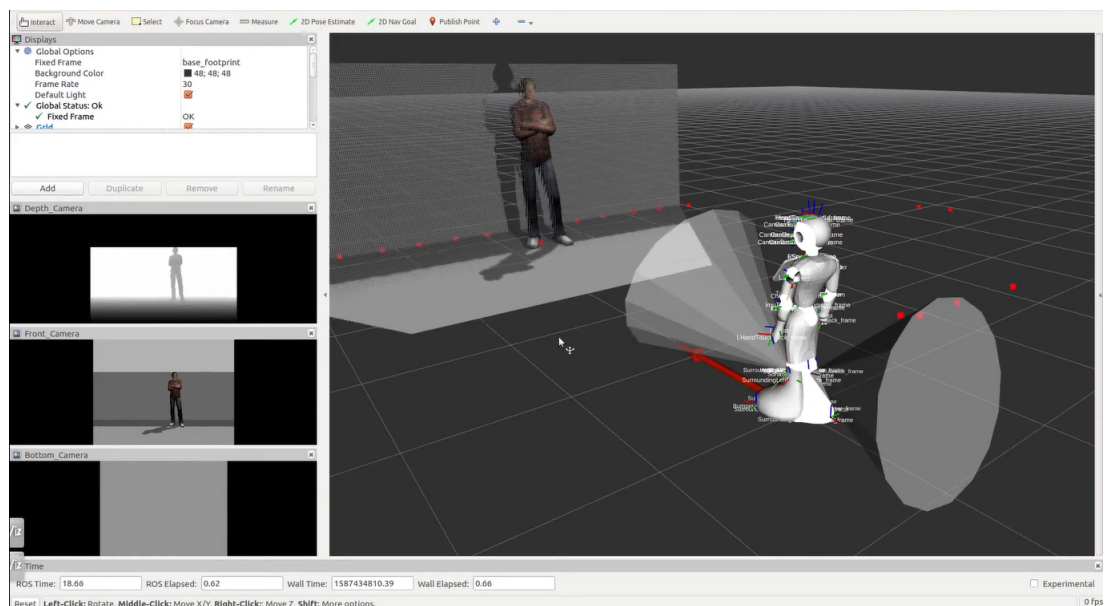 Interact Move Camera Select Focus Camera Measure 2D Pose Estimate 2D Nav Goal Publish Point
Displays
Global Options
Fixed Frame base_footprint
Background Color 48; 48; 48
Frame Rate 30
Default Light
Global Status: Ok
Fixed Frame OK
Grid
Add Duplicate Remove Rename
Depth_Camera
Front_Camera
Bottom_Camera
Time
ROS Time: 18.66 ROS Elapsed: 0.62 Wall Time: 1587434810.39 Wall Elapsed: 0.66 Experimental
Reset Left-Click: Rotate. Middle-Click: Move X/Y. Right-Click:: Move Z. Shift: More options. 0 fps